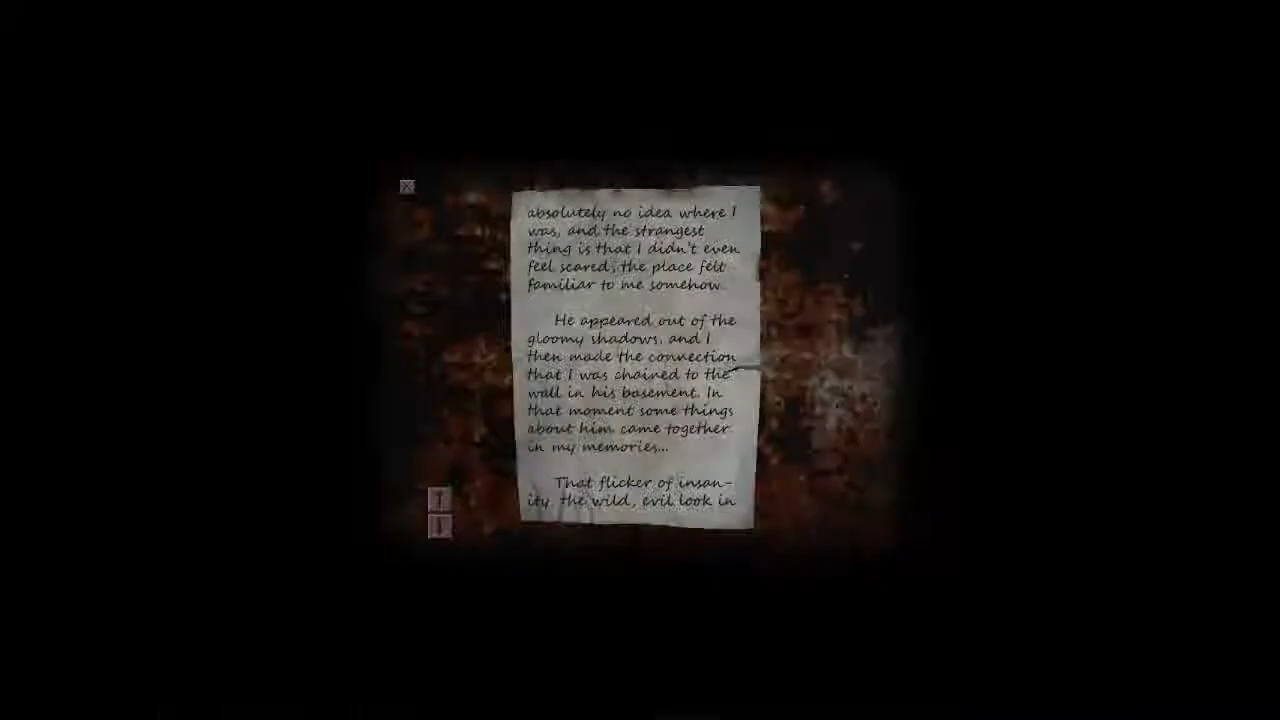 absolutely no idea where I
was, and the strangest
thing is that I didn't even
feel scared, the place felt
familiar to me somehow.
He appeared out of the
gloomy shadows, and I
then made the connection
that I was chained to the
wall in his basement. In
that moment some things
about him came together
in my memories...
That flicker of insan-
ity, the wild, evil look in